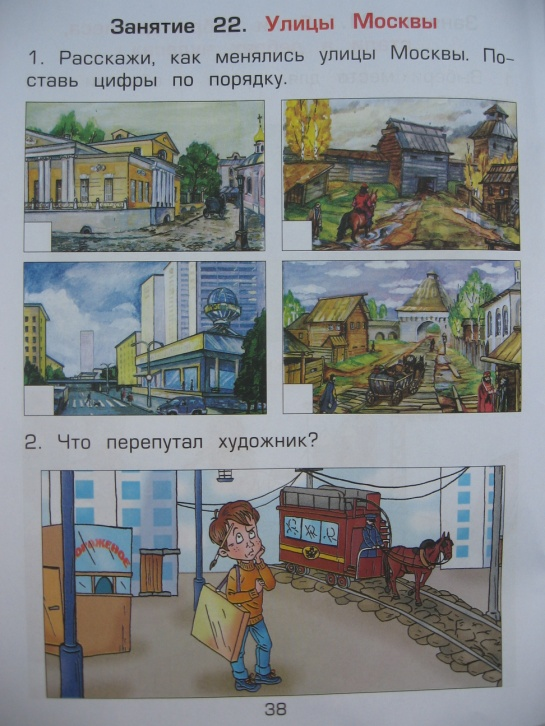 Занятие 22. Улицы Москвы
1. Расскажи, как менялись улицы Москвы. По-
ставь цифры по порядку.
2. Что перепутал художник?
МОРОЖЕНОЕ
38